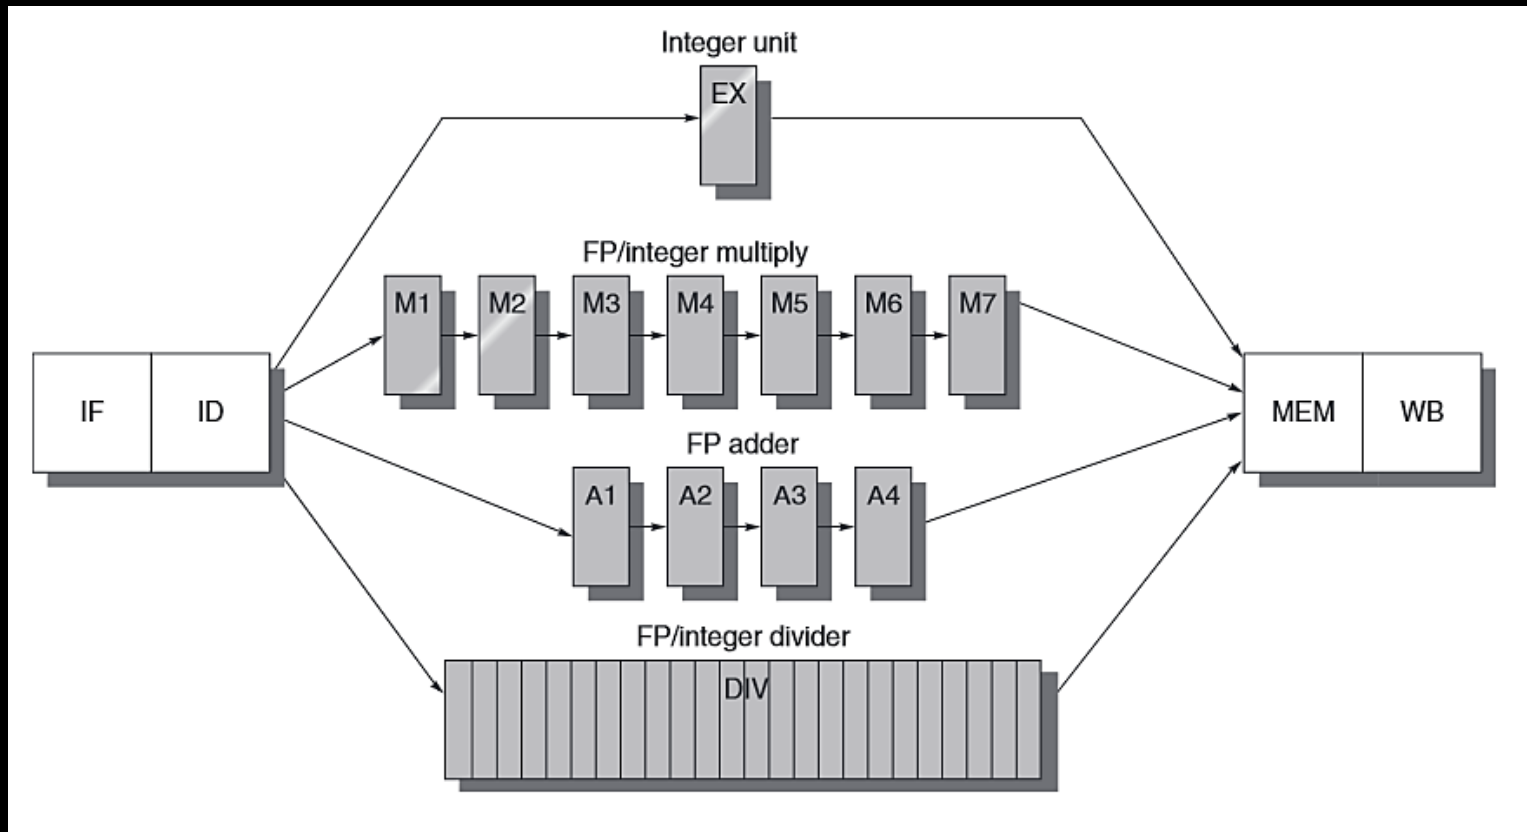 Integer unit
EX
FP/integer multiply
M1 M2 M3 M4 M5 M6 M7
IF ID
MEM WB
FP adder
A1 A2 A3 A4
FP/integer divider
DIV